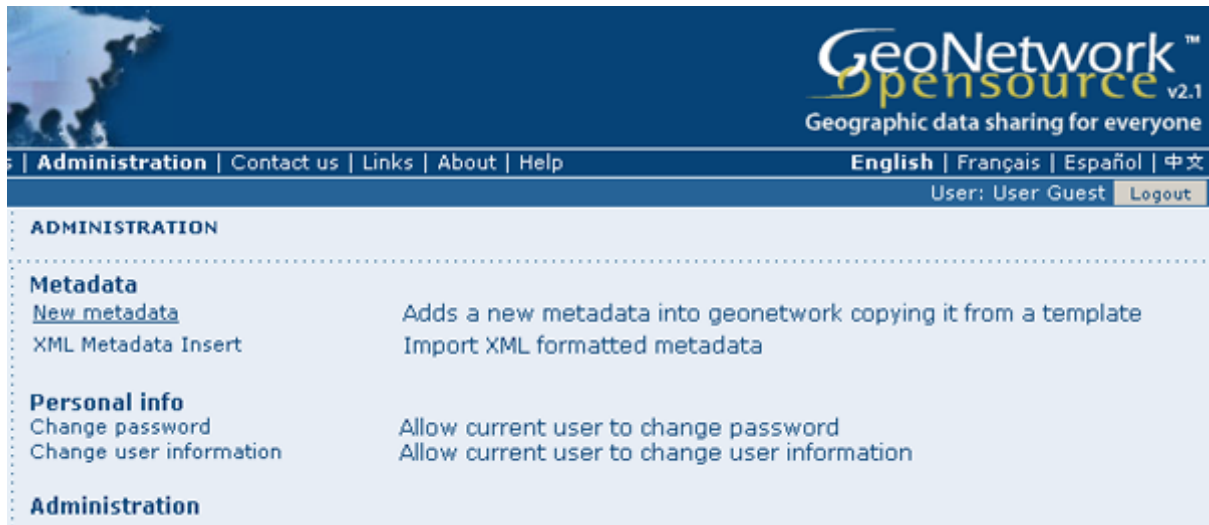 GeoNetwork™
Opensource v2.1
Geographic data sharing for everyone
| Administration | Contact us | Links | About | Help English | Français | Español | 中文
User: User Guest Logout
ADMINISTRATION
Metadata
New metadata Adds a new metadata into geonetwork copying it from a template
XML Metadata Insert Import XML formatted metadata
Personal info
Change password Allow current user to change password
Change user information Allow current user to change user information
Administration